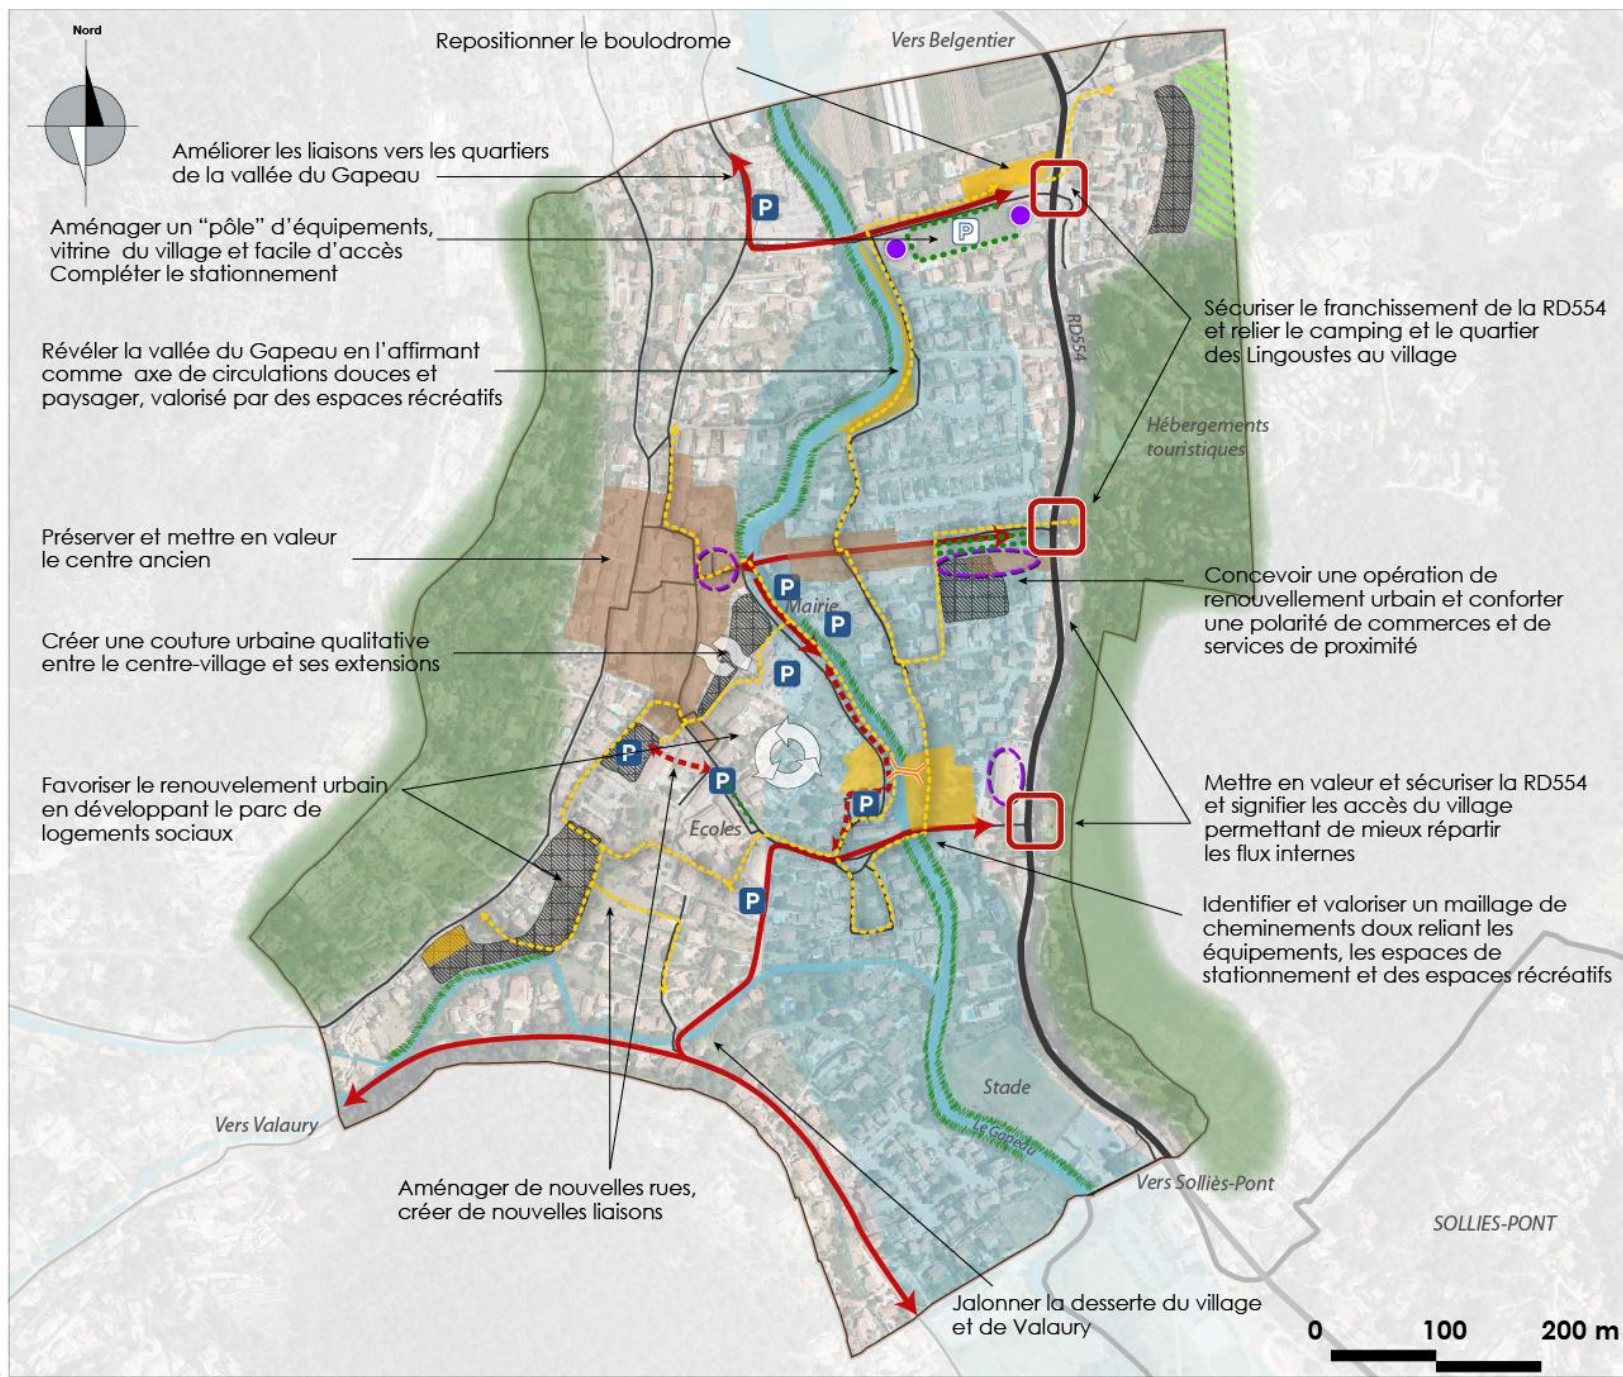 Nord
Repositionner le boulodrome
Vers Belgentier
Améliorer les liaisons vers les quartiers
de la vallée du Gapeau
P
Aménager un “pôle” d’équipements,
vitrine du village et facile d’accès
Compléter le stationnement
P
Sécuriser le franchissement de la RD554
et relier le camping et le quartier
des Lingoustes au village
RD554
Révéler la vallée du Gapeau en l’affirmant
comme axe de circulations douces et
paysager, valorisé par des espaces récréatifs
Hébergements
touristiques
Préserver et mettre en valeur
le centre ancien
P
Mairie
P
Concevoir une opération de
renouvellement urbain et conforter
une polarité de commerces et de
services de proximité
Créer une couture urbaine qualitative
entre le centre-village et ses extensions
P
P
P
P
Favoriser le renouvelement urbain
en développant le parc de
logements sociaux
Ecoles
Mettre en valeur et sécuriser la RD554
et signifier les accès du village
permettant de mieux répartir
les flux internes
P
Identifier et valoriser un maillage de
cheminements doux reliant les
équipements, les espaces de
stationnement et des espaces récréatifs
Stade
Le Gapeau
Vers Valaury
Vers Solliès-Pont
Aménager de nouvelles rues,
créer de nouvelles liaisons
SOLLIES-PONT
Jalonner la desserte du village
et de Valaury
0 100 200 m